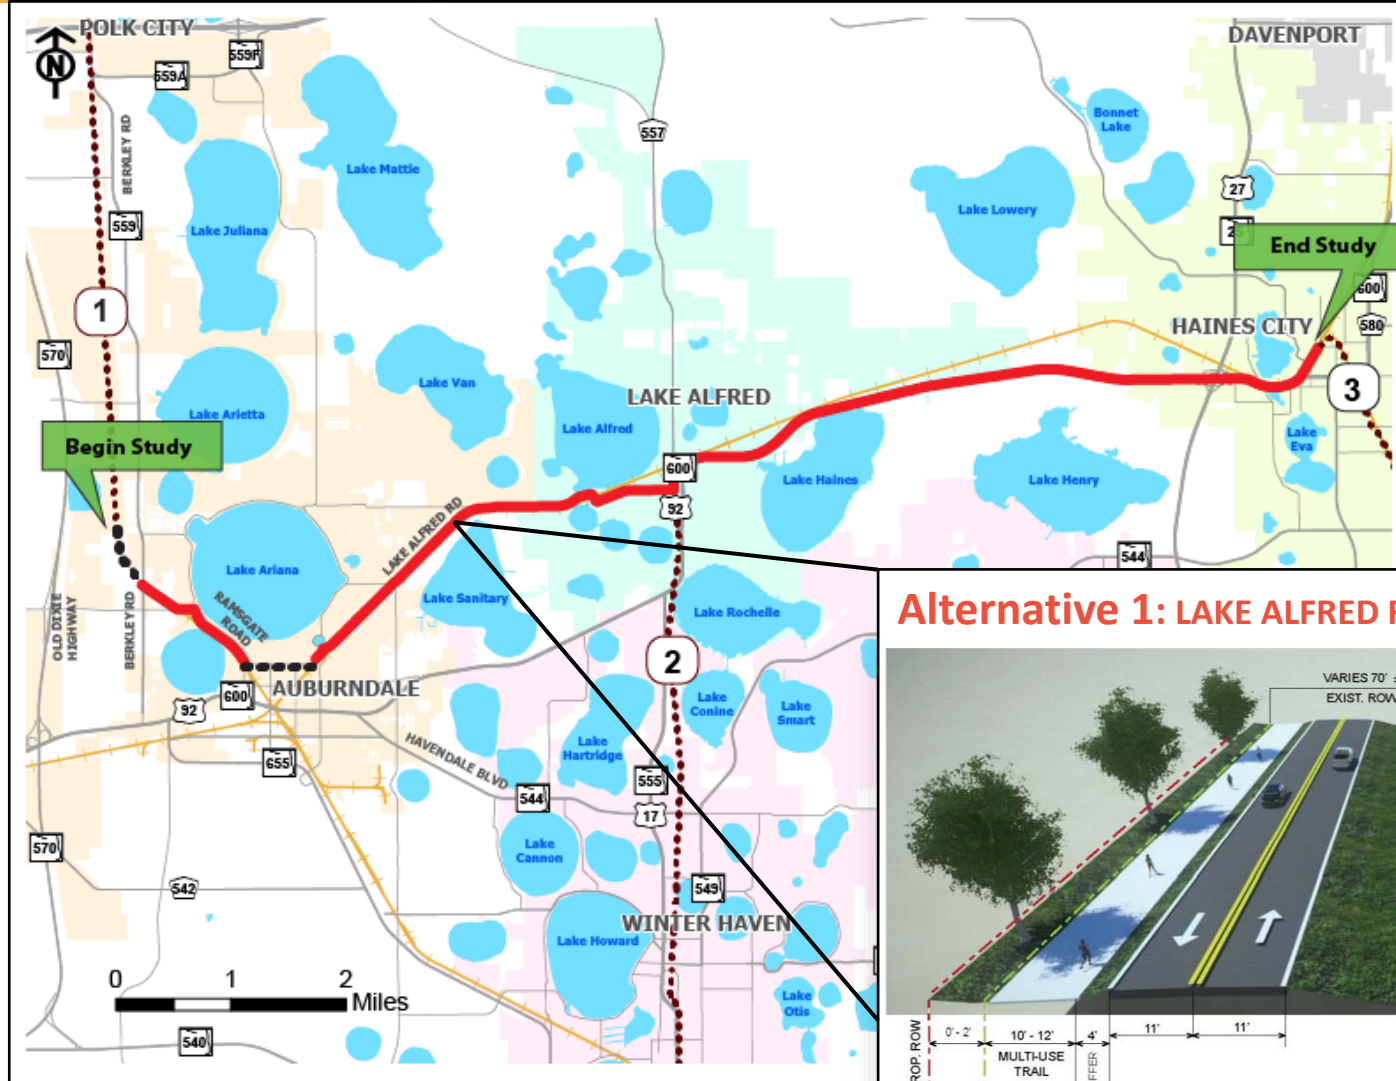 POLK CITY
DAVENPORT
N
559F
559A
557
Bonnet
Lake
BERKLEY RD
Lake Mattie
27
Lake Lowery
559
Lake Juliana
End Study
600
1
HAINES CITY
580
570
Lake Van
3
LAKE ALFRED
Lake Arietta
Lake Alfred
Begin Study
Lake
Eva
600
Lake Haines
Lake Henry
92
LAKE ALFRED RD
544
Lake Ariana
Lake Sanitary
RAMSGATE
ROAD
OLD DIXIE
HIGHWAY
BERKLEY RD
Lake Rochelle
Alternative 1: LAKE ALFRED
2
VARIES 70'
EXIST. ROW
AUBURNDALE
600
92
Lake
Conine
Lake
Smart
Lake
Hartridge
HAVENDALE BLVD
655
555
544
17
570
Lake
Cannon
542
549
WINTER HAVEN
Lake Howard
0 1 2
Miles
Lake
Otis
540
0' - 2'
10' - 12'
4'
11'
11'
MULTI-USE
TRAIL